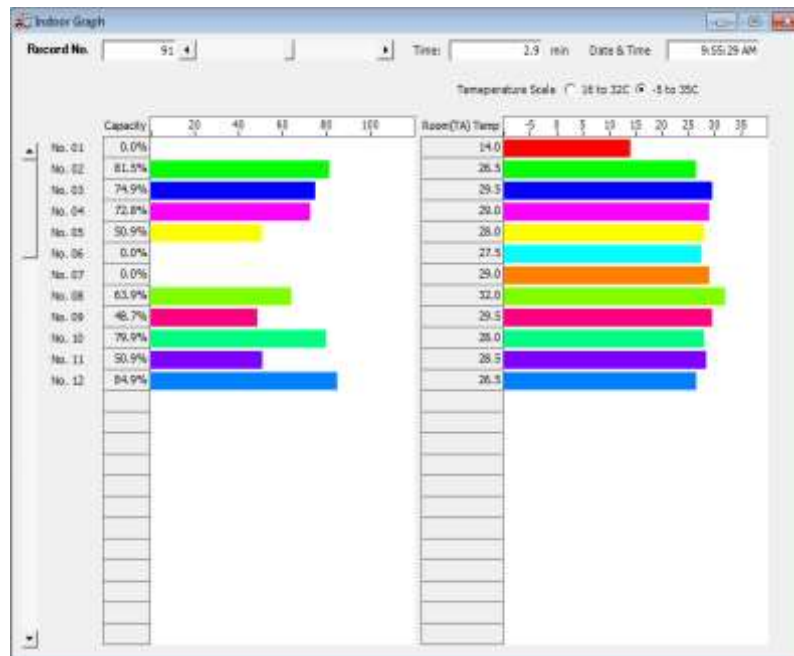 Indoor Graph
Record No. 91 Time: 2.9 min Date & Time 9:55:29 AM
Temeperature Scale 16 to 32C -5 to 35C
Capacity 20 40 60 80 100 Room(TA) Temp -5 1 5 10 15 20 25 30 35
No. 01 0.0% 14.0
No. 02 81.5% 26.5
No. 03 74.9% 29.5
No. 04 72.8% 29.0
No. 05 50.9% 28.0
No. 06 0.0% 27.5
No. 07 0.0% 29.0
No. 08 63.9% 32.0
No. 09 48.7% 29.5
No. 10 79.9% 28.0
No. 11 50.9% 28.5
No. 12 84.9% 26.5